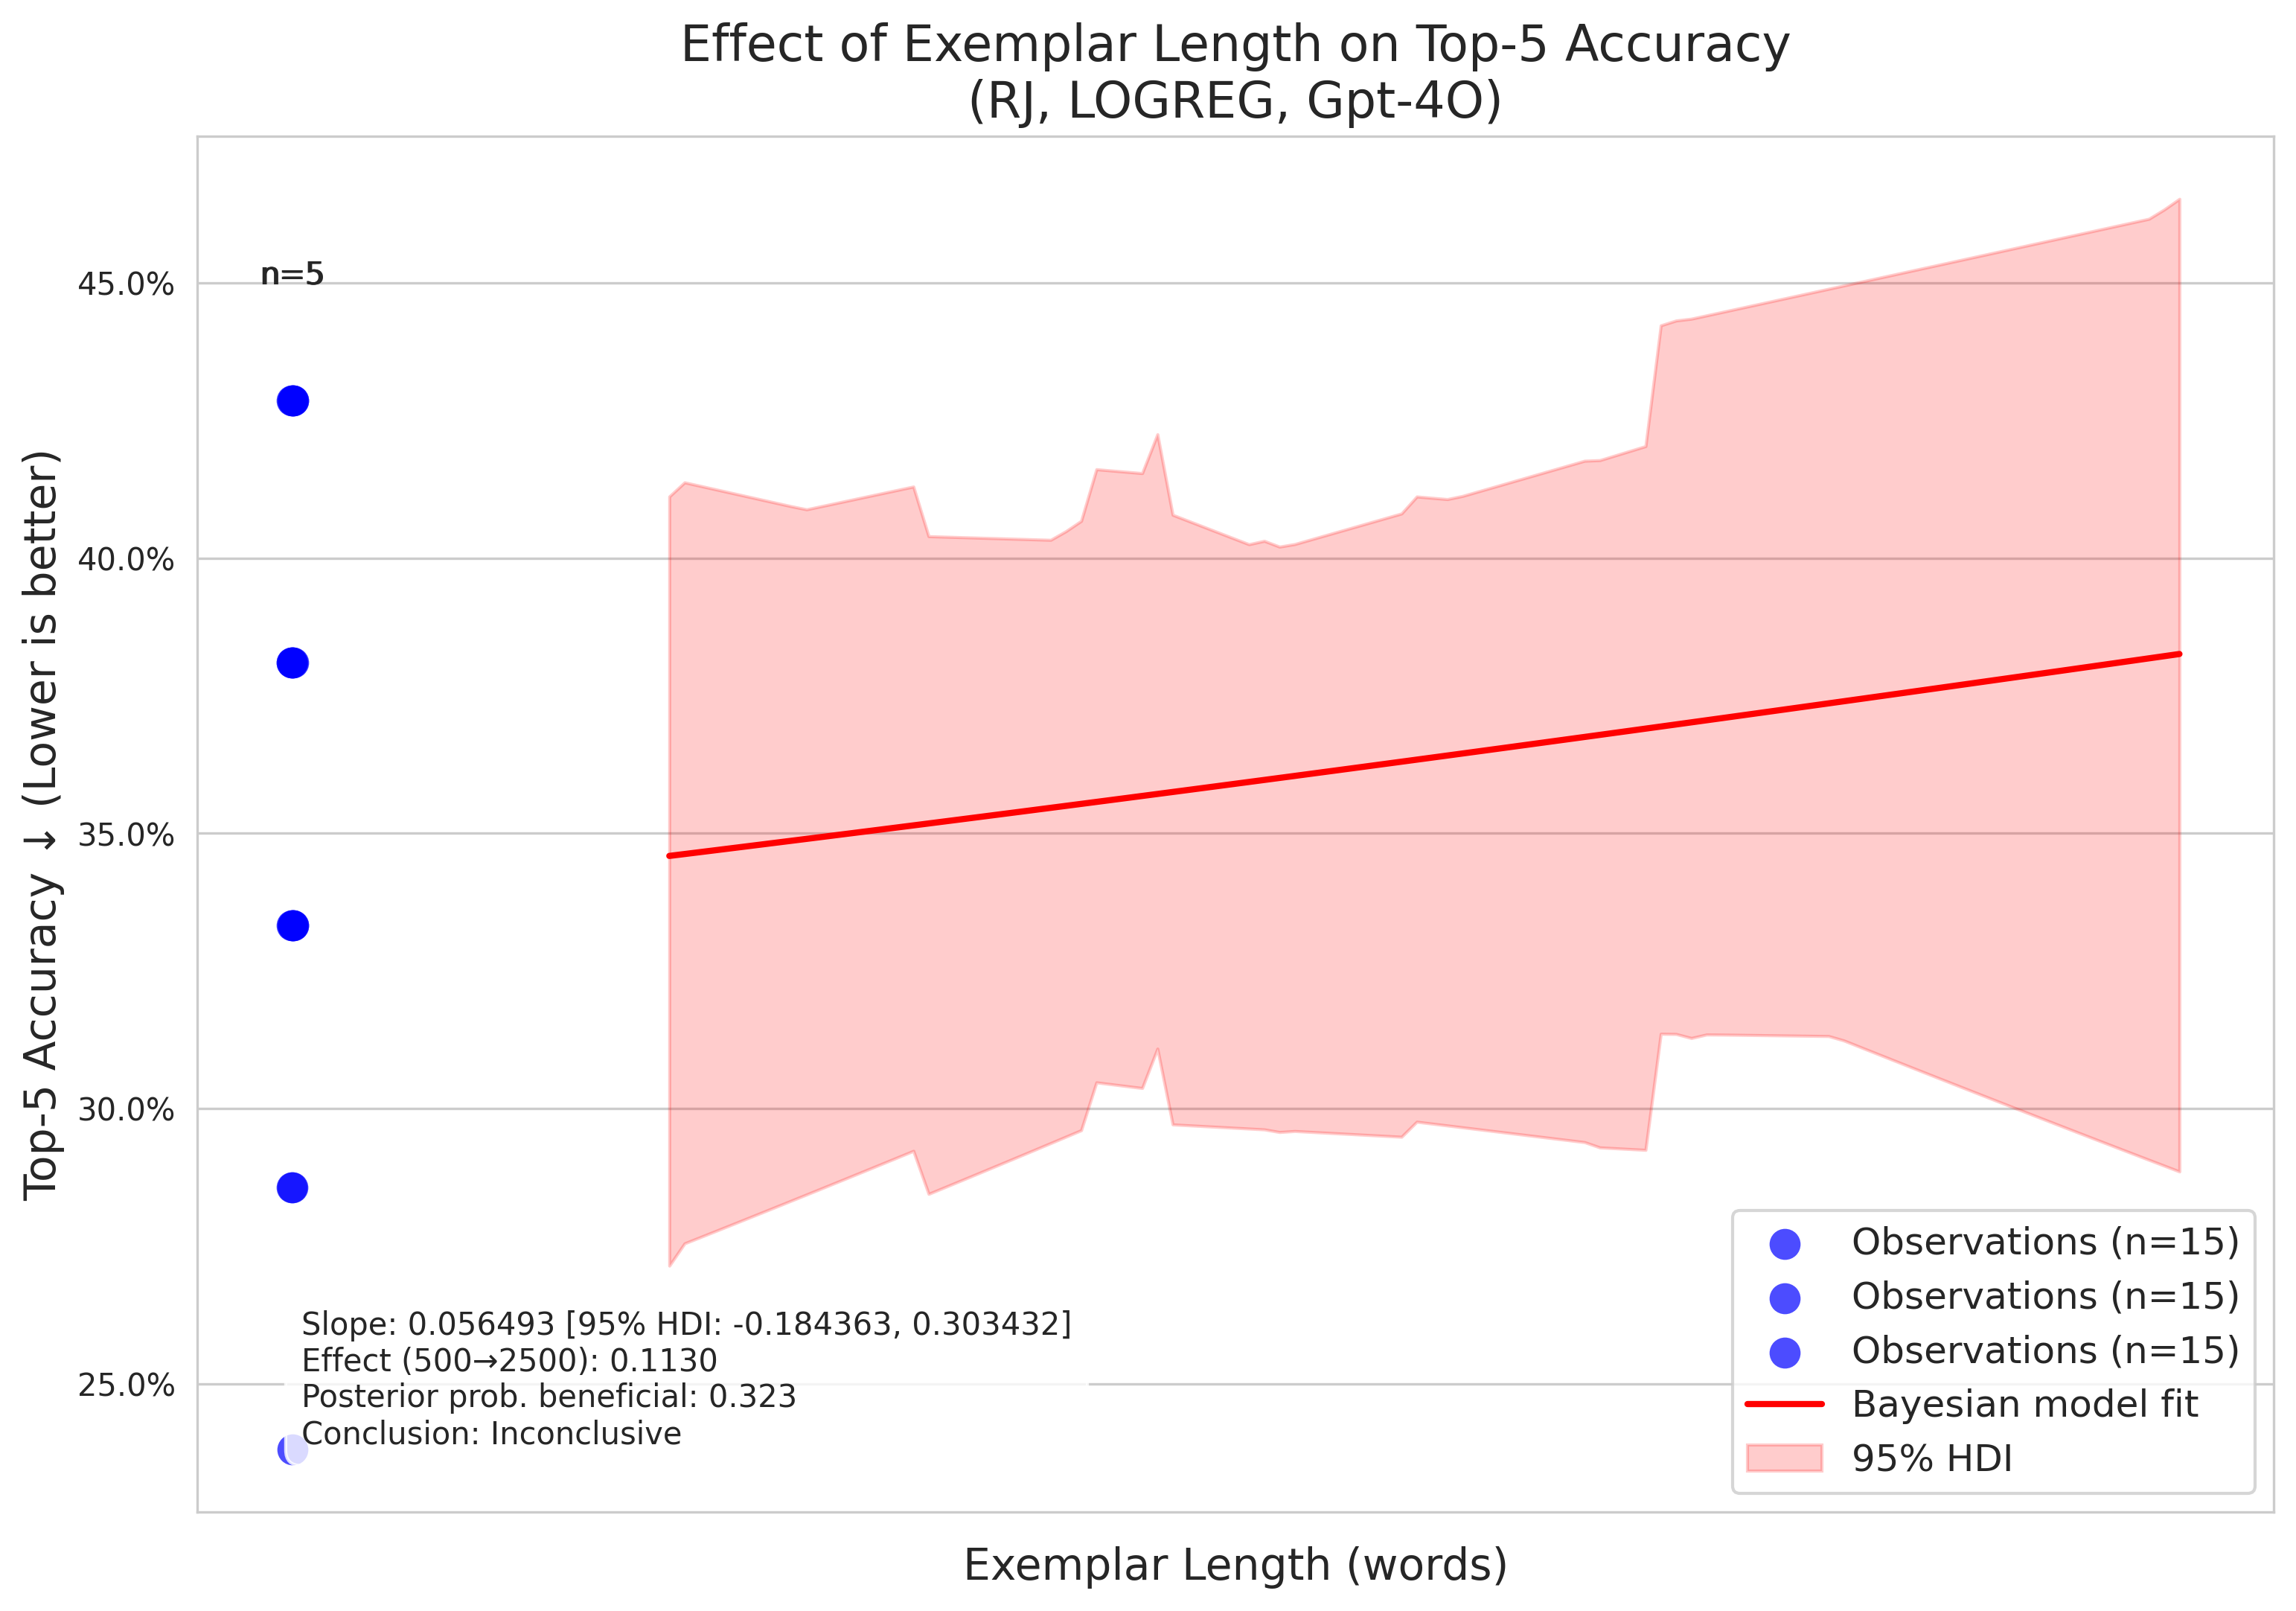 Effect of Exemplar Length on Top-5 Accuracy
(RJ, LOGREG, Gpt-4O)
Top-5 Accuracy ↓ (Lower is better)
45.0%
40.0%
35.0%
30.0%
25.0%
n=5
Slope: 0.056493 [95% HDI: -0.184363, 0.303432]
Effect (500→2500): 0.1130
Posterior prob. beneficial: 0.323
Conclusion: Inconclusive
Observations (n=15)
Observations (n=15)
Observations (n=15)
Bayesian model fit
95% HDI
Exemplar Length (words)